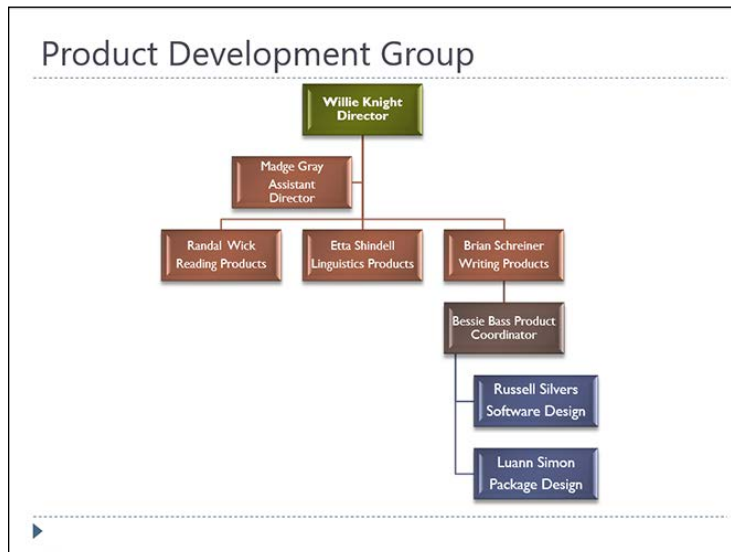 Product Development Group
Willie Knight
Director
Madge Gray
Assistant
Director
Randal Wick
Reading Products
Etta Shindell
Linguistics Products
Brian Schreiner
Writing Products
Bessie Bass Product
Coordinator
Russell Silvers
Software Design
Luann Simon
Package Design